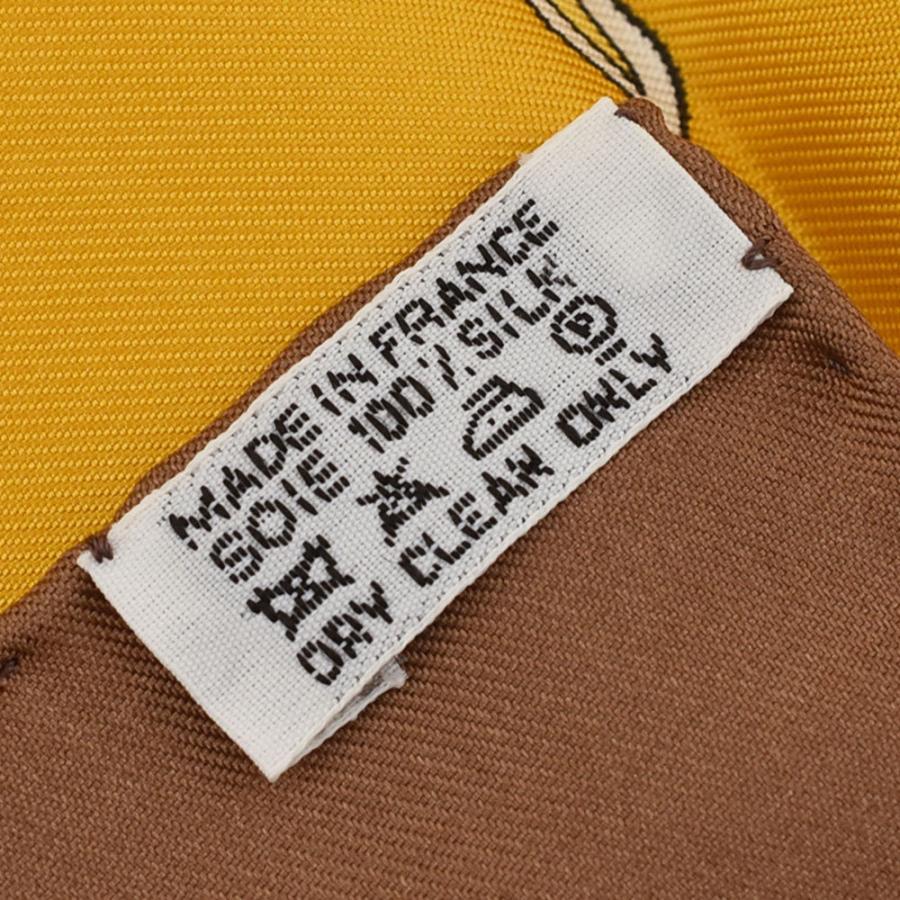 MADE IN FRANCE
SOIE 100% SILK
P
DRY CLEAN ONLY